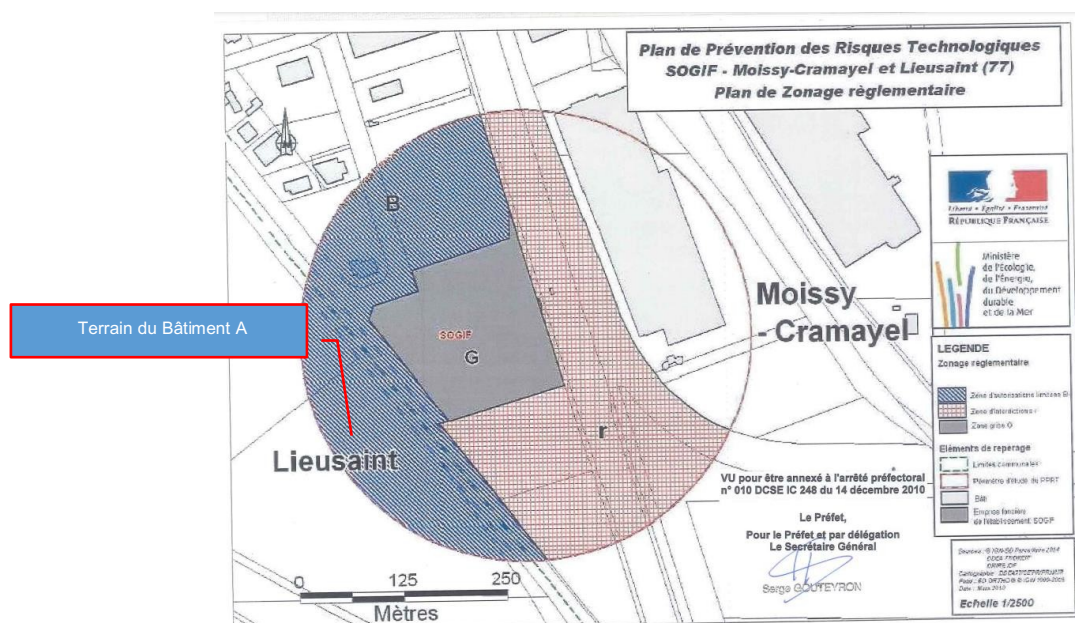 Plan de Prévention des Risques Technologiques
SOGIF - Moissy-Cramayel et Lieusaint (77)
Plan de Zonage règlementaire
B
Liberté • Égalité • Fraternité
RÉPUBLIQUE FRANÇAISE
Ministère
de l'Écologie,
de l'Énergie,
du Développement
durable
et de la Mer
Terrain du Bâtiment A
SOGIF
G
Moissy
- Cramayel
r
Lieusaint
LEGENDE
Zonage règlementaire
Zone d'autorisations limitées B
Zone d'interdictions r
Zone grise G
Eléments de repérage
Limites communales
Périmètre d'étude du PPRT
Bâti
Emprise foncière
de l'établissement SOGIF
VU pour être annexé à l'arrêté préfectoral
n° 010 DCSE IC 248 du 14 décembre 2010
Le Préfet,
Pour le Préfet et par délégation
Le Secrétaire Général
Serge GOUTEYRON
0 125 250
Mètres
Echelle 1/2500